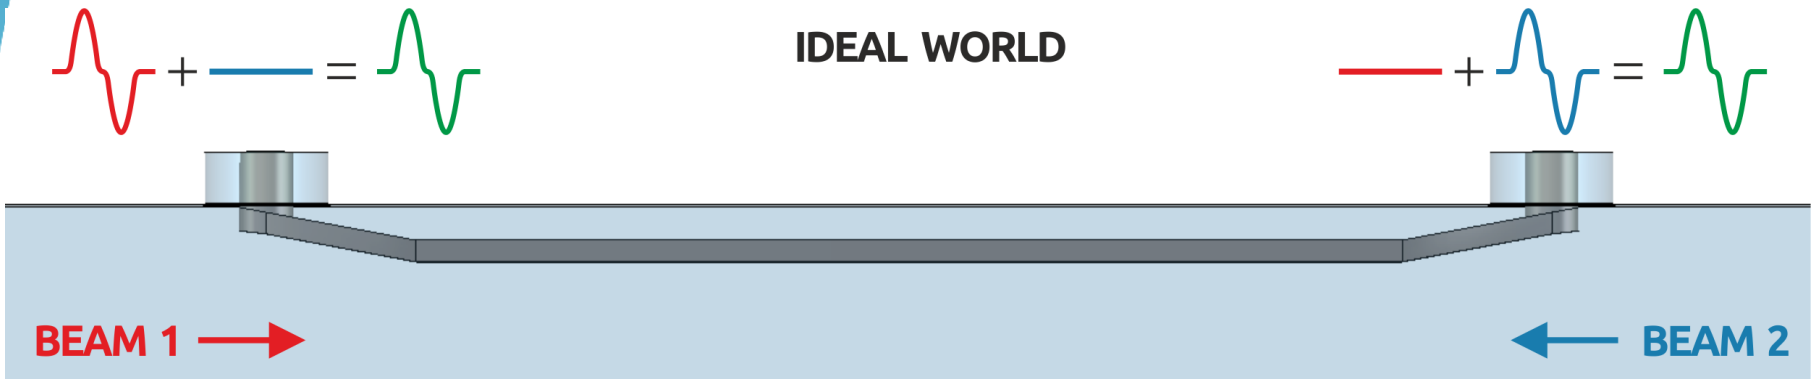 + = IDEAL WORLD + =
BEAM 1 BEAM 2